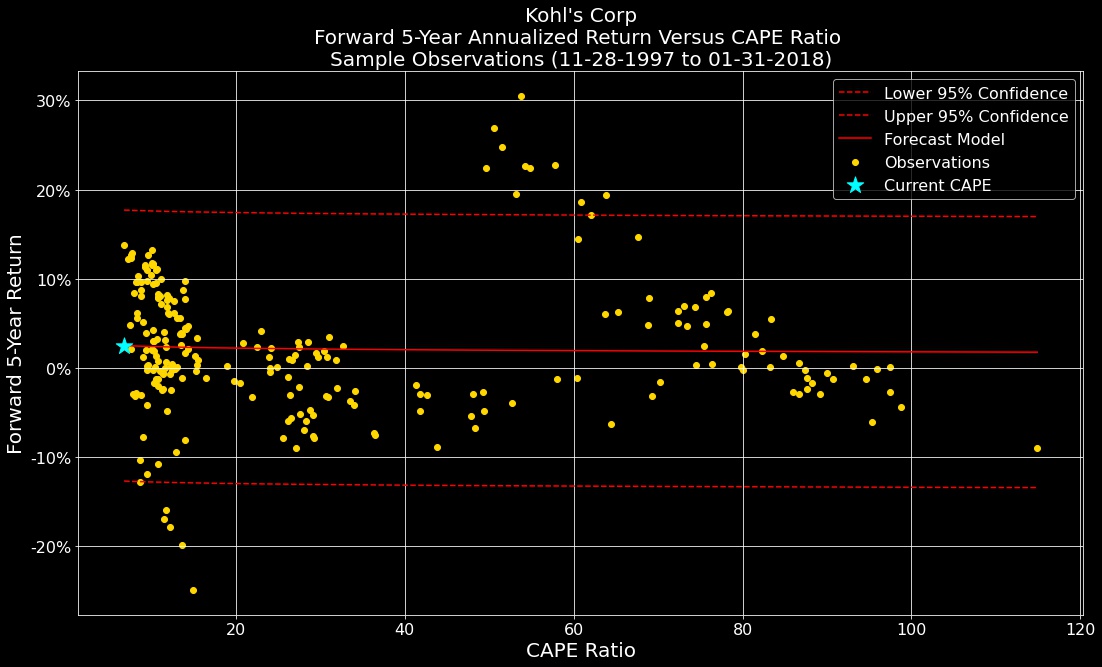 Kohl's Corp
Forward 5-Year Annualized Return Versus CAPE Ratio
Sample Observations (11-28-1997 to 01-31-2018)
Lower 95% Confidence
Upper 95% Confidence
Forecast Model
Observations
Current CAPE
Forward 5-Year Return
30%
20%
10%
0%
-10%
-20%
20
40
60
80
100
120
CAPE Ratio